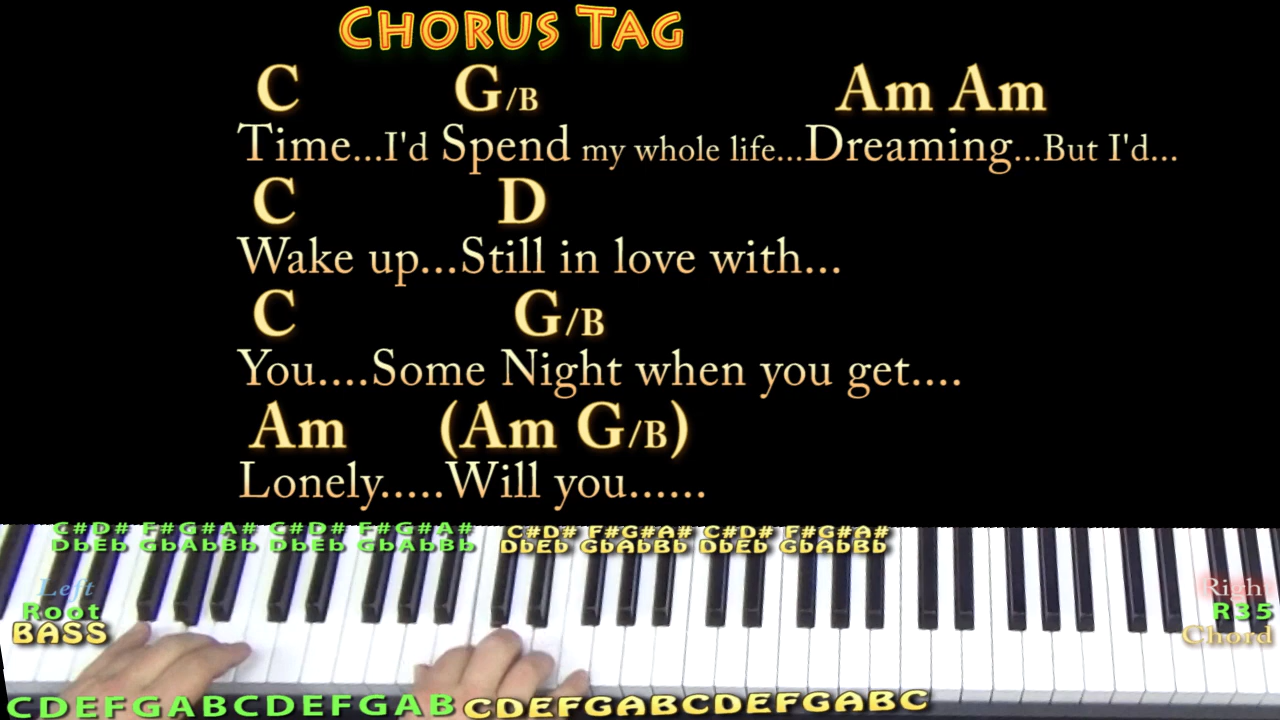 CHORUS TAG
C G/B Am Am
Time...I'd Spend my whole life...Dreaming...But I'd...
C D
Wake up...Still in love with...
C G/B
You....Some Night when you get....
Am (Am G/B)
Lonely.....Will you......
C#D# F#G#A# C#D# F#G#A# C#D# F#G#A# C#D# F#G#A#
DbEb GbAbBb DbEb GbAbBb DbEb GbAbBb DbEb GbAbBb
Left
Root
BASS
Right
R35
Chord
CDEFGABCDEFGAB CDEFGABCDEFGABC